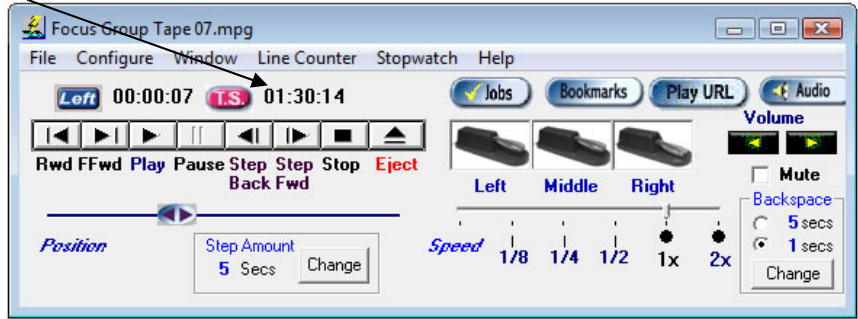 Focus Group Tape 07.mpg
File Configure Window Line Counter Stopwatch Help
Left 00:00:07 T.S. 01:30:14 Jobs Bookmarks Play URL Audio
Volume
Rwd FFwd Play Pause Step Back Step Fwd Stop Eject
Left Middle Right
Mute
Backspace
5 secs
1 secs
Change
Position
Step Amount
5 Secs Change
Speed 1/8 1/4 1/2 1x 2x